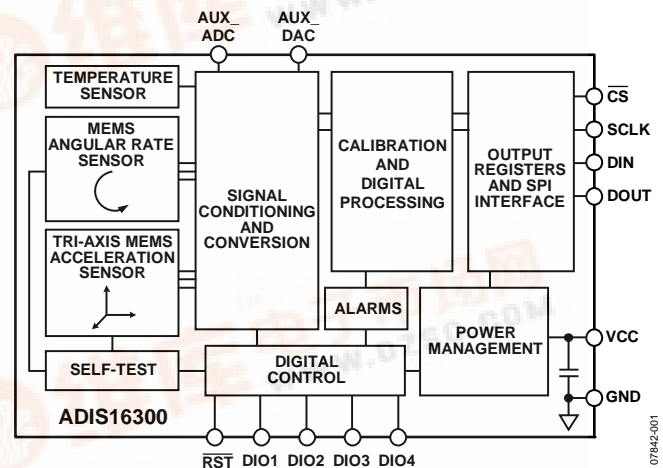 AUX_
ADC
AUX_
DAC
TEMPERATURE
SENSOR
MEMS
ANGULAR RATE
SENSOR
TRI-AXIS MEMS
ACCELERATION
SENSOR
SELF-TEST
SIGNAL
CONDITIONING
AND
CONVERSION
CALIBRATION
AND
DIGITAL
PROCESSING
OUTPUT
REGISTERS
AND SPI
INTERFACE
ALARMS
POWER
MANAGEMENT
DIGITAL
CONTROL
CS
SCLK
DIN
DOUT
VCC
GND
ADIS16300
RST DIO1 DIO2 DIO3 DIO4
07842-001